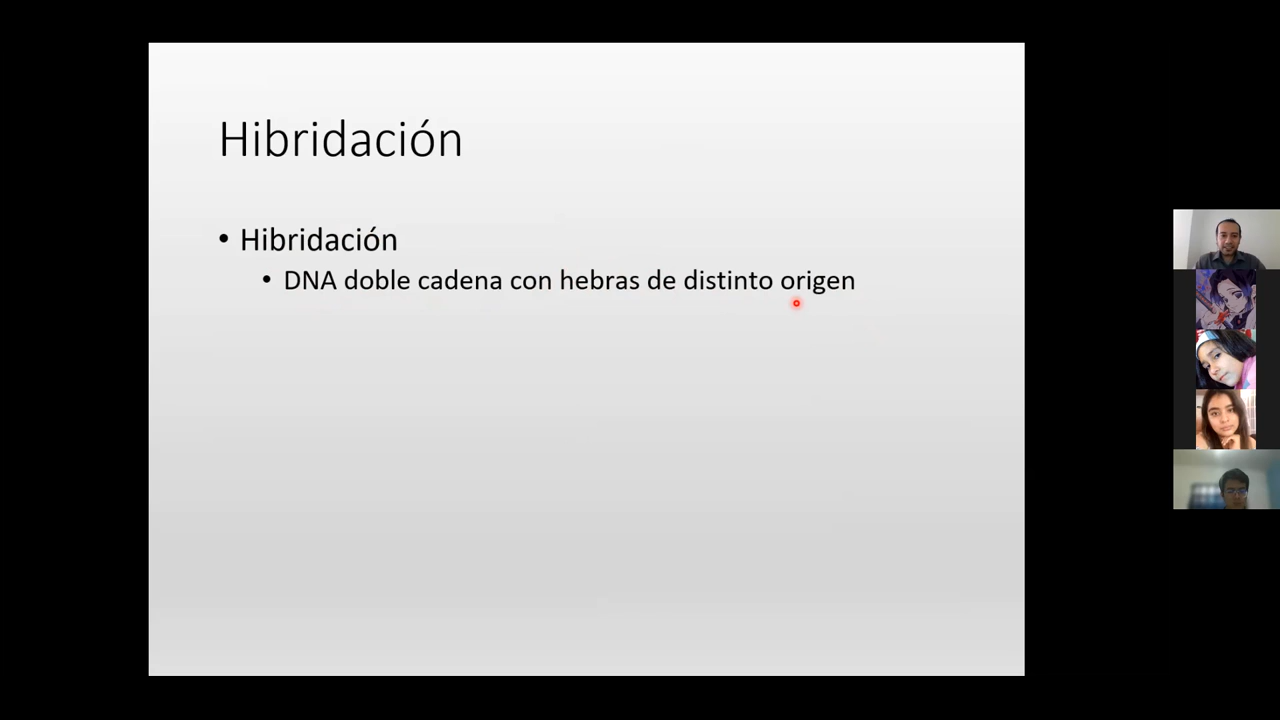 Hibridación
• Hibridación
• DNA doble cadena con hebras de distinto origen